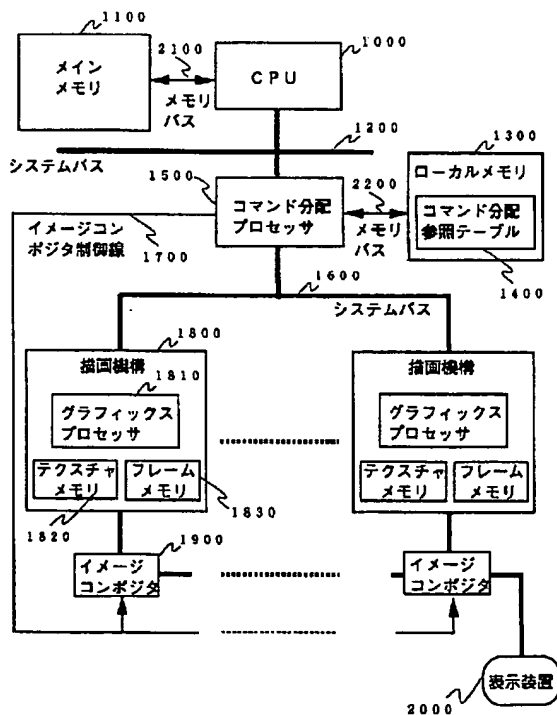 1100
2100
1000
メイン
メモリ
CPU
メモリ
バス
1200
1300
システムバス
1500
2200
ローカルメモリ
コマンド分配
プロセッサ
メモリ
バス
コマンド分配
参照テーブル
イメージコン
ポジタ制御線
1700
1400
1600
システムバス
1800
描画機構
1810
グラフィックス
プロセッサ
テクスチャ
メモリ
フレーム
メモリ
1820
1830
描画機構
グラフィックス
プロセッサ
テクスチャ
メモリ
フレーム
メモリ
1900
イメージ
コンポジタ
イメージ
コンポジタ
表示装置
2000